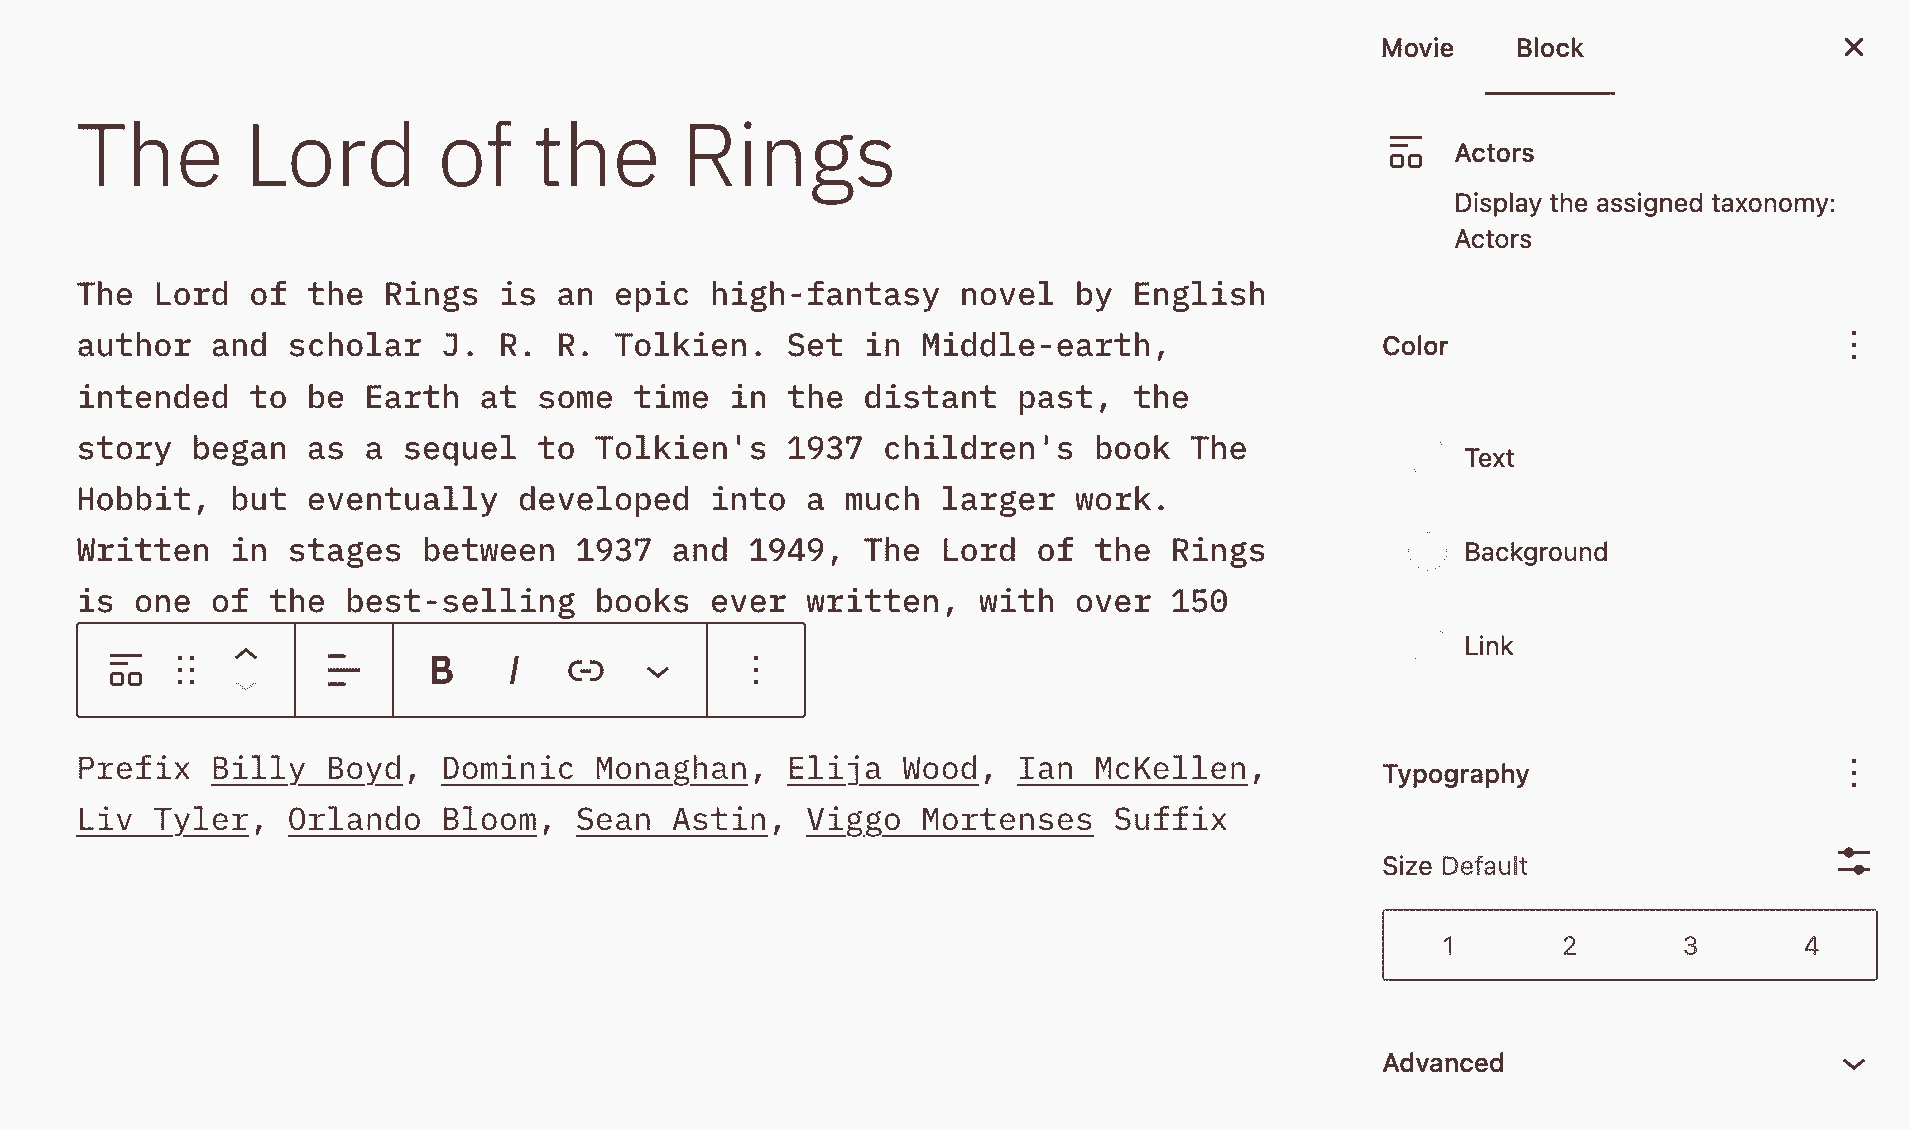 The Lord of the Rings
The Lord of the Rings is an epic high-fantasy novel by English
author and scholar J. R. R. Tolkien. Set in Middle-earth,
intended to be Earth at some time in the distant past, the
story began as a sequel to Tolkien's 1937 children's book The
Hobbit, but eventually developed into a much larger work.
Written in stages between 1937 and 1949, The Lord of the Rings
is one of the best-selling books ever written, with over 150
B I
Prefix Billy Boyd, Dominic Monaghan, Elija Wood, Ian McKellen,
Liv Tyler, Orlando Bloom, Sean Astin, Viggo Mortenses Suffix
Movie Block
Actors
Display the assigned taxonomy:
Actors
Color
Text
Background
Link
Typography
Size Default
1 2 3 4
Advanced